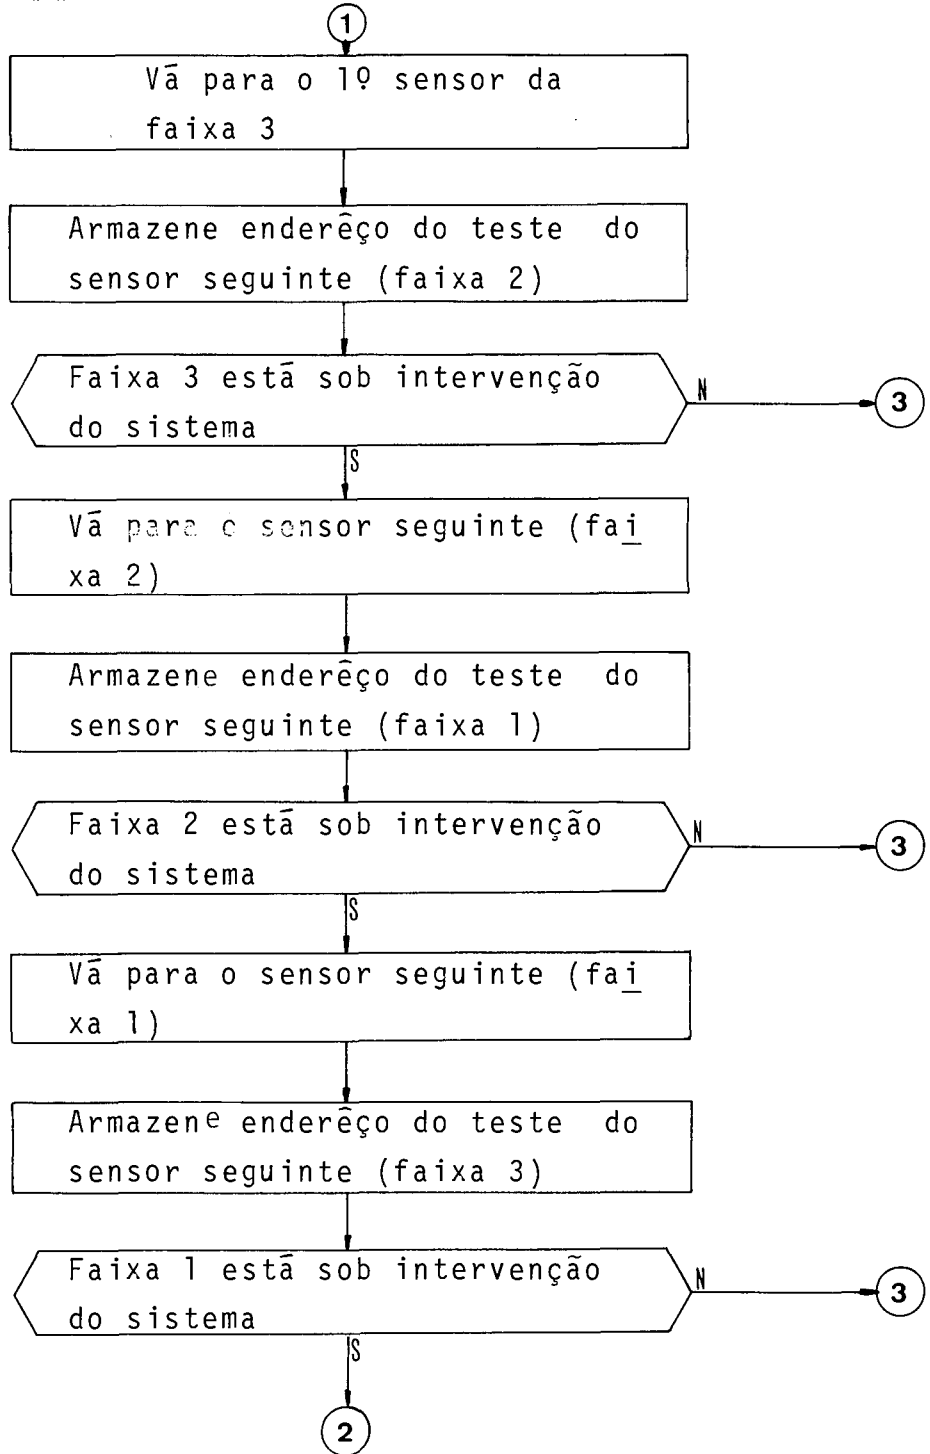 1
Vá para o 1º sensor da
faixa 3
Armazene enderêço do teste do
sensor seguinte (faixa 2)
Faixa 3 está sob intervenção
do sistema
N
3
S
Vá para o sensor seguinte (fai
xa 2)
Armazene enderêço do teste do
sensor seguinte (faixa 1)
Faixa 2 está sob intervenção
do sistema
N
3
S
Vá para o sensor seguinte (fai
xa 1)
Armazene enderêço do teste do
sensor seguinte (faixa 3)
Faixa 1 está sob intervenção
do sistema
N
3
S
2